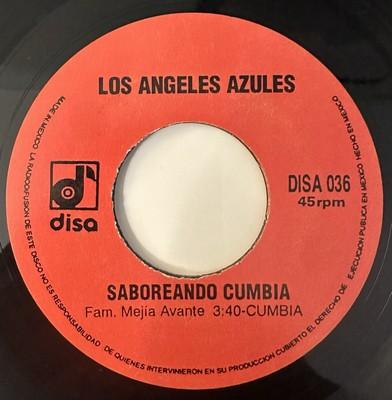 LOS ANGELES AZULES
disa
DISA 036
45rpm
SABOREANDO CUMBIA
Fam. Mejía Avante 3:40-CUMBIA
MADE IN MEXICO LA RADIODIFUSION DE ESTE DISCO NO ES RESPONSABILIDAD DE QUIENES INTERVINIERON EN SU PRODUCCION CUBIERTO EL DERECHO DE EJECUCION PUBLICA EN MEXICO HECHO EN MEXICO